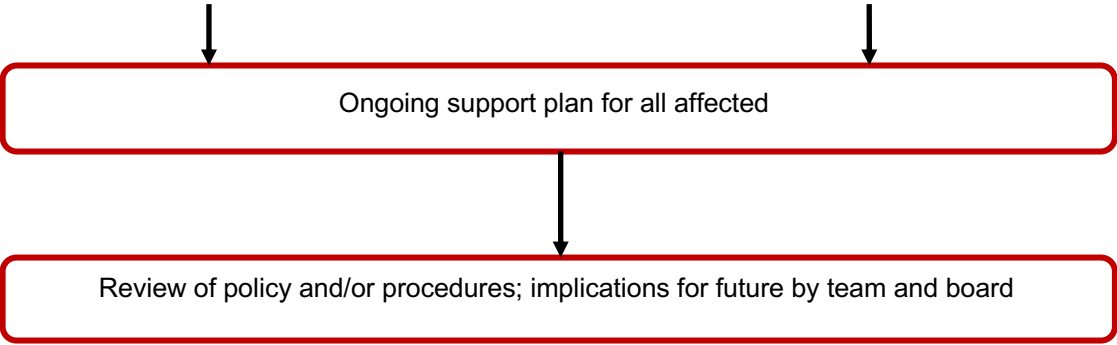 Ongoing support plan for all affected
Review of policy and/or procedures; implications for future by team and board